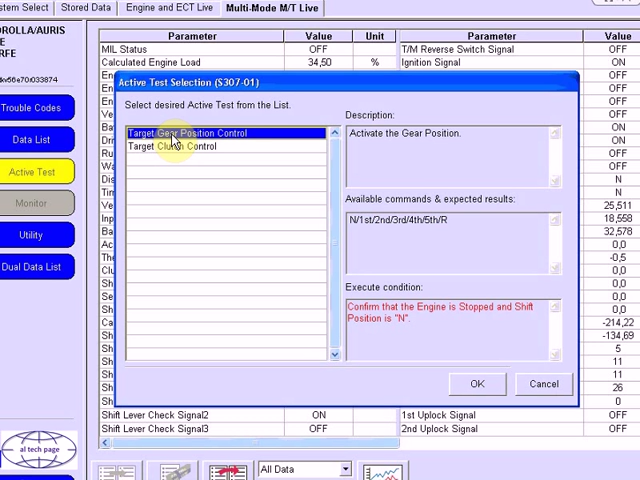 stem Select Stored Data Engine and ECT Live Multi-Mode M/T Live
OROLLA/AURIS
E
RFE
Trouble Codes
Data List
Active Test
Monitor
Utility
Dual Data List
al tech page
Parameter Value Unit Parameter Value
MIL Status OFF T/M Reverse Switch Signal OFF
Calculated Engine Load 34,50 % Ignition Signal ON
Active Test Selection (S307-01)
Select desired Active Test from the List.
Target Gear Position Control
Target Clutch Control
Description:
Activate the Gear Position.
Available commands & expected results:
N/1st/2nd/3rd/4th/5th/R
Execute condition:
Confirm that the Engine is Stopped and Shift
Position is "N".
OK Cancel
ON
OFF
ON
OFF
OFF
OFF
N
N
25,511
18,558
32,578
0,0
-0,5
0,0
0,0
0,0
-214,22
-134,69
5
11
11
26
0
Shift Lever Check Signal2 ON 1st Uplock Signal OFF
Shift Lever Check Signal3 OFF 2nd Uplock Signal OFF
All Data